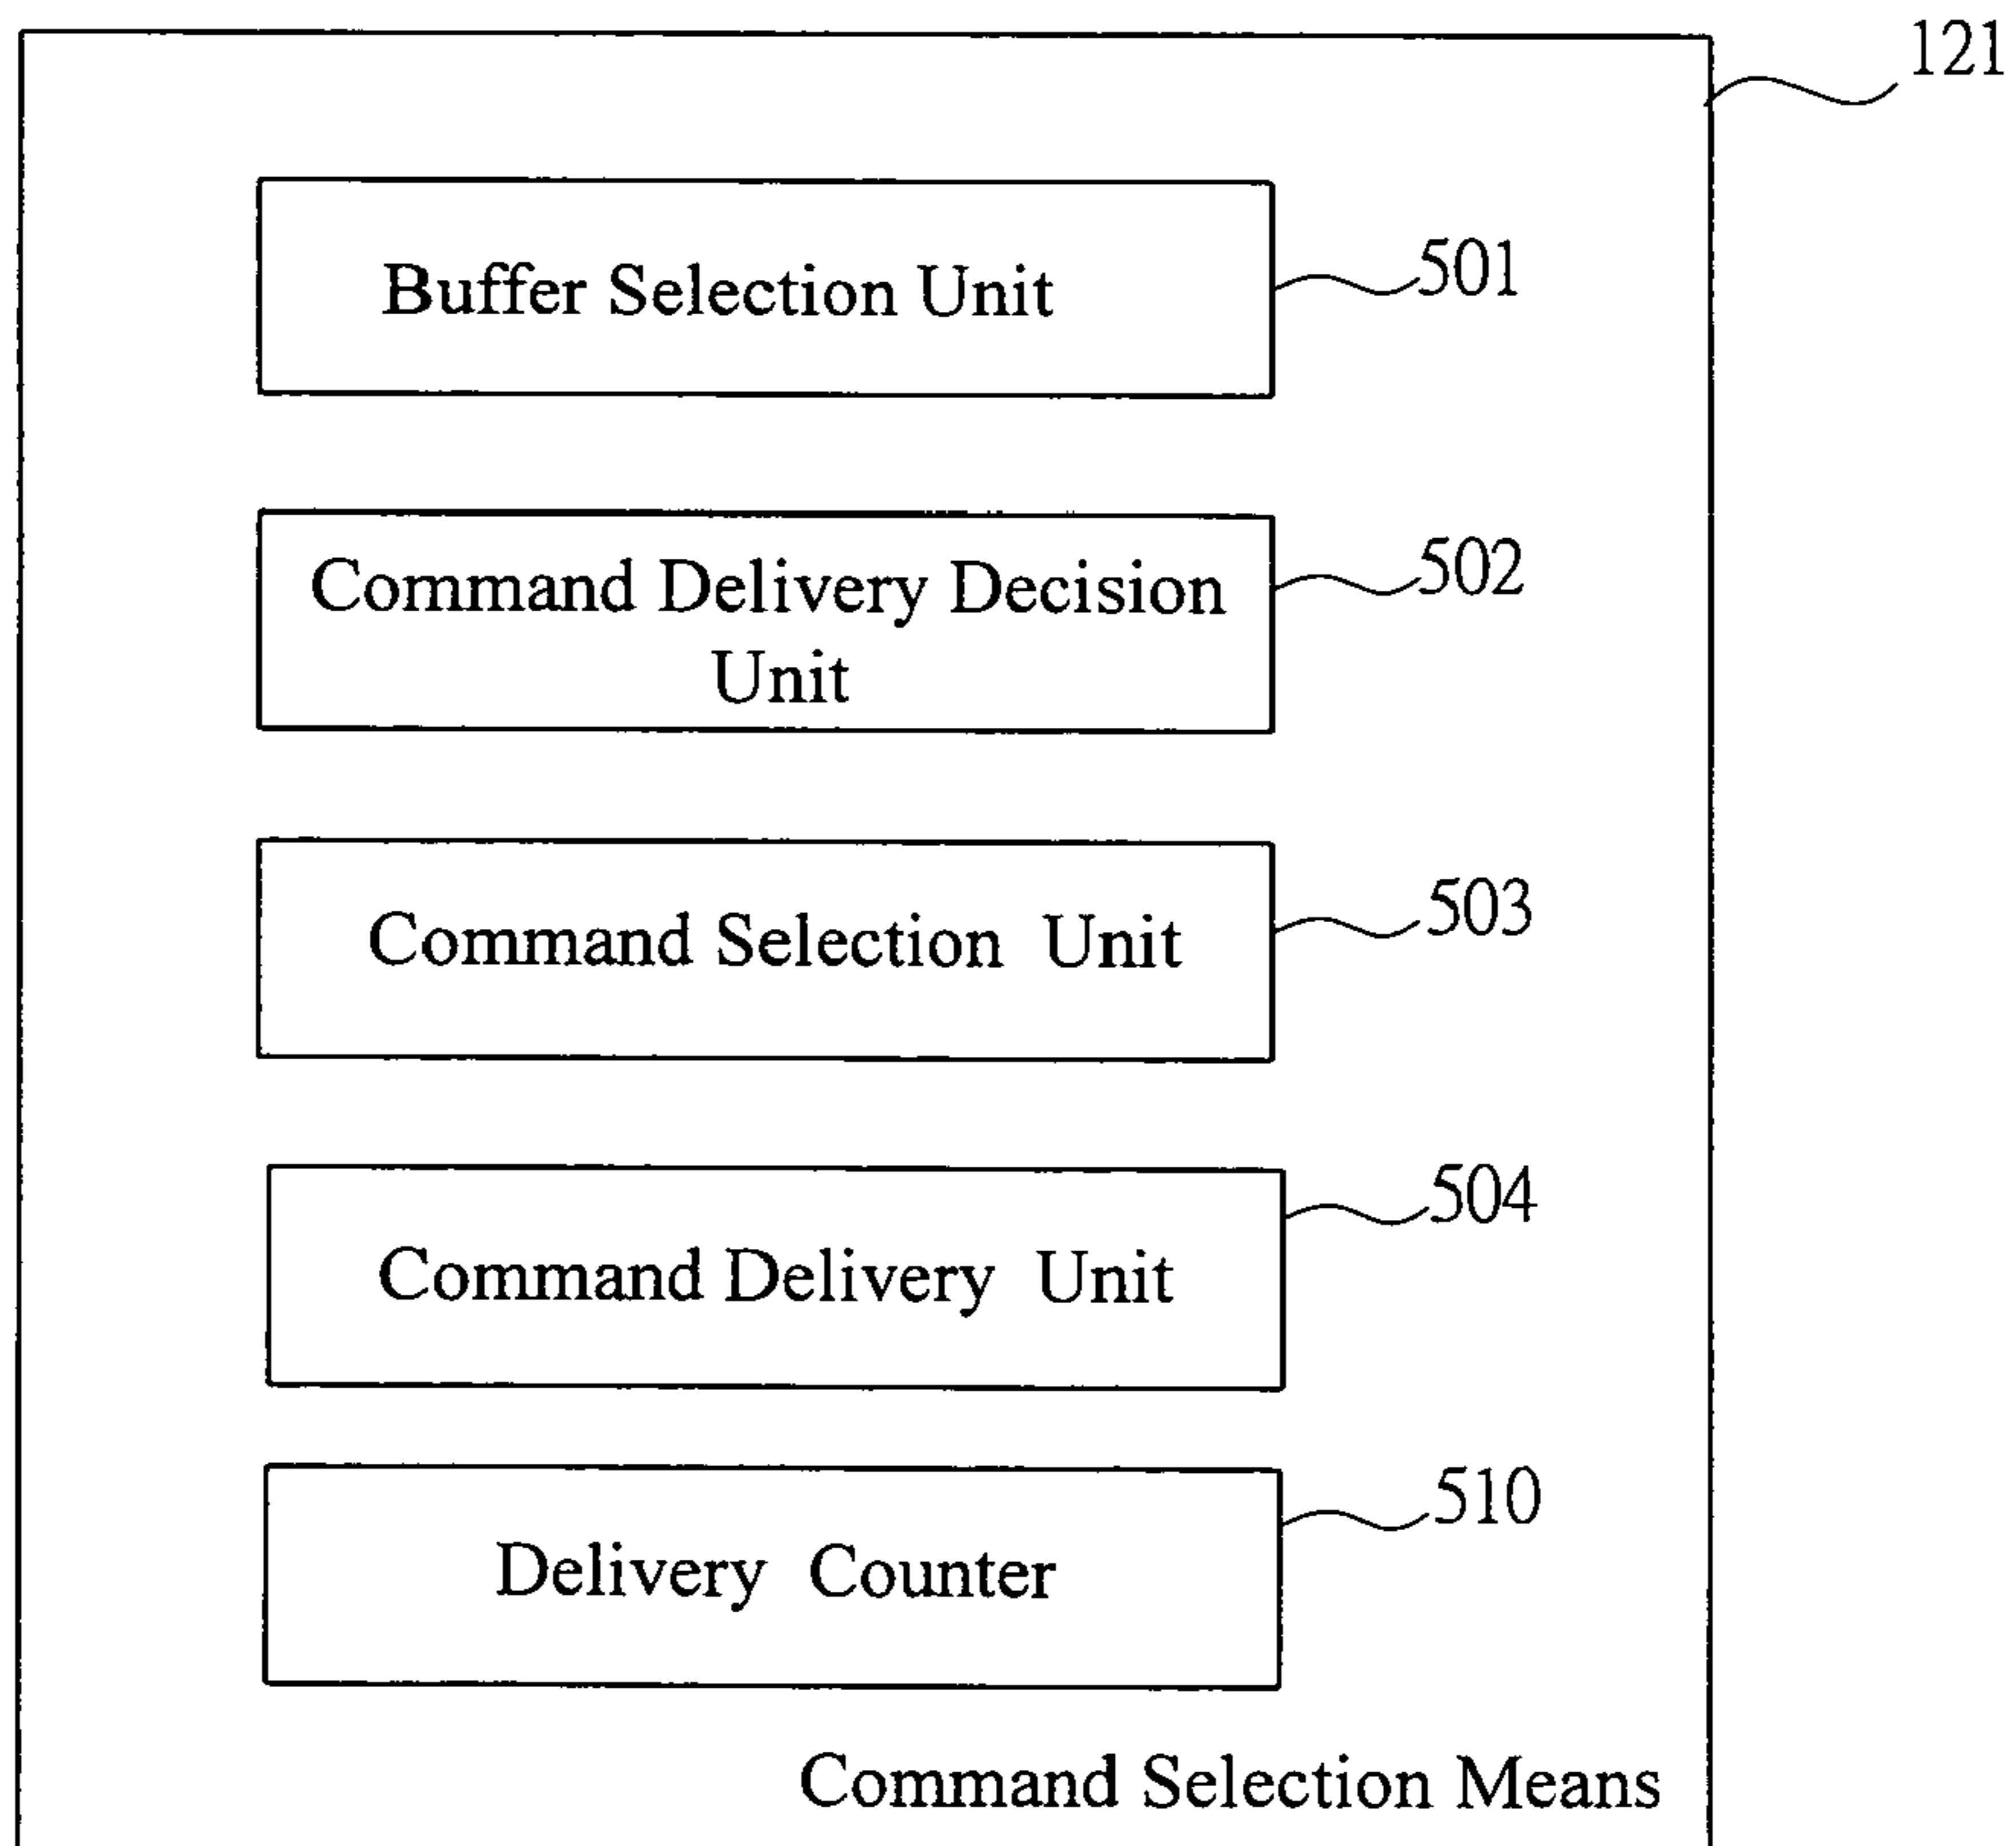 121
Buffer Selection Unit
501
Command Delivery Decision
Unit
502
Command Selection Unit
503
Command Delivery Unit
504
Delivery Counter
510
Command Selection Means